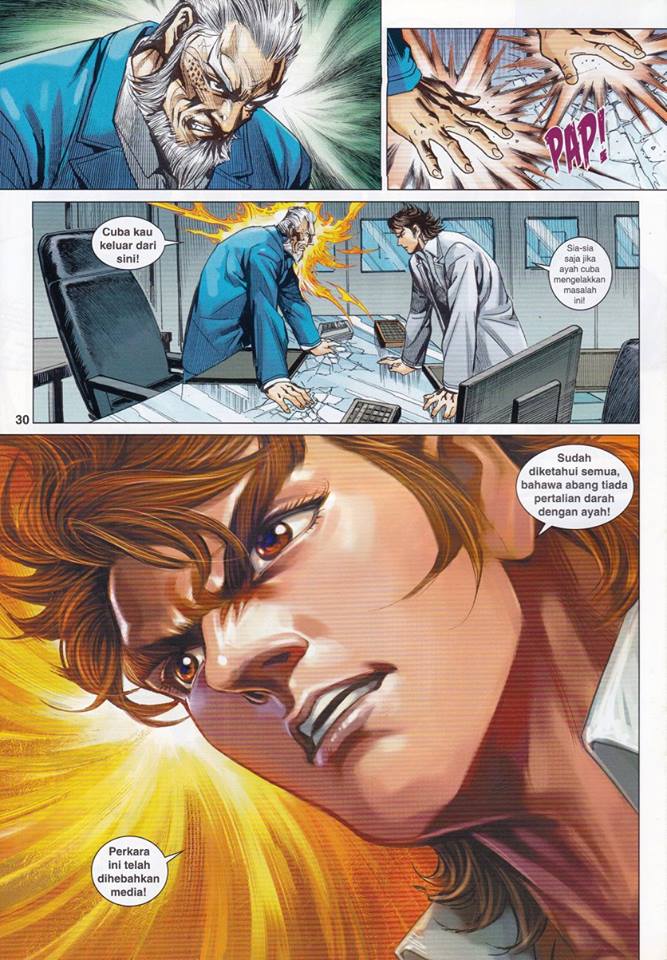 PAP!
Cuba kau
keluar dari
sini!
Sia-sia
saja jika
ayah cuba
mengelakkan
masalah
ini!
30
Sudah
diketahui semua,
bahawa abang tiada
pertalian darah
dengan ayah!
Perkara
ini telah
dihebahkan
media!